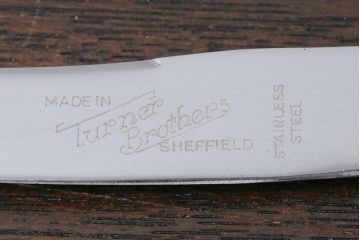 MADE IN
Turner
Brothers
SHEFFIELD
STAINLESS
STEEL